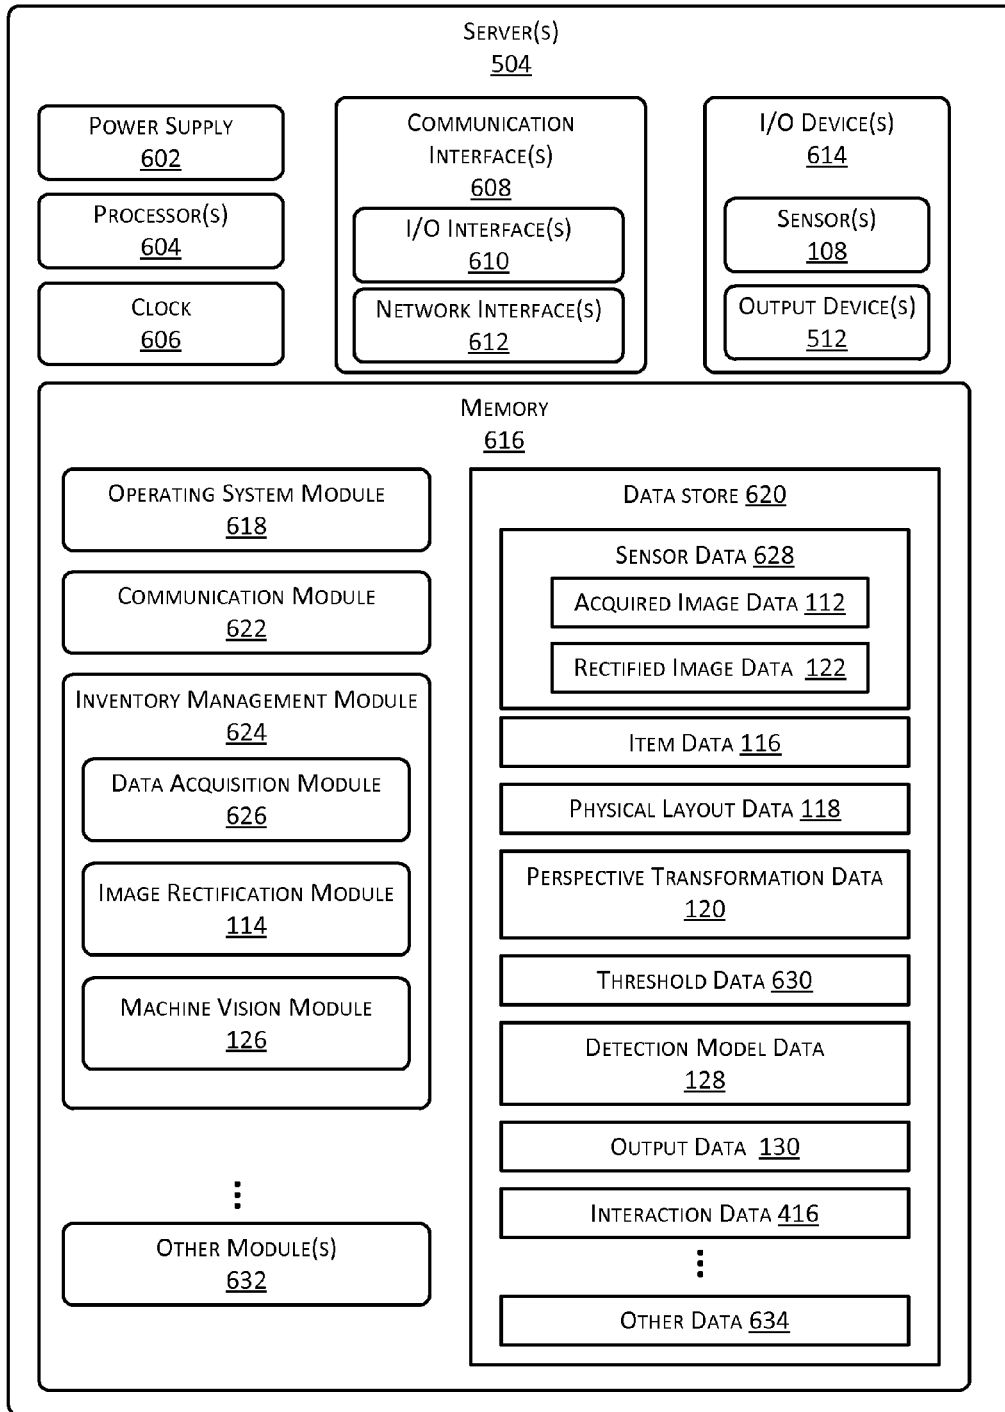 SERVER(S)
504
POWER SUPPLY
602
PROCESSOR(S)
604
CLOCK
606
COMMUNICATION
INTERFACE(S)
608
I/O INTERFACE(S)
610
NETWORK INTERFACE(S)
612
I/O DEVICE(S)
614
SENSOR(S)
108
OUTPUT DEVICE(S)
512
MEMORY
616
OPERATING SYSTEM MODULE
618
COMMUNICATION MODULE
622
INVENTORY MANAGEMENT MODULE
624
DATA ACQUISITION MODULE
626
IMAGE RECTIFICATION MODULE
114
MACHINE VISION MODULE
126
OTHER MODULE(S)
632
DATA STORE 620
SENSOR DATA 628
ACQUIRED IMAGE DATA 112
RECTIFIED IMAGE DATA 122
ITEM DATA 116
PHYSICAL LAYOUT DATA 118
PERSPECTIVE TRANSFORMATION DATA
120
THRESHOLD DATA 630
DETECTION MODEL DATA
128
OUTPUT DATA 130
INTERACTION DATA 416
OTHER DATA 634